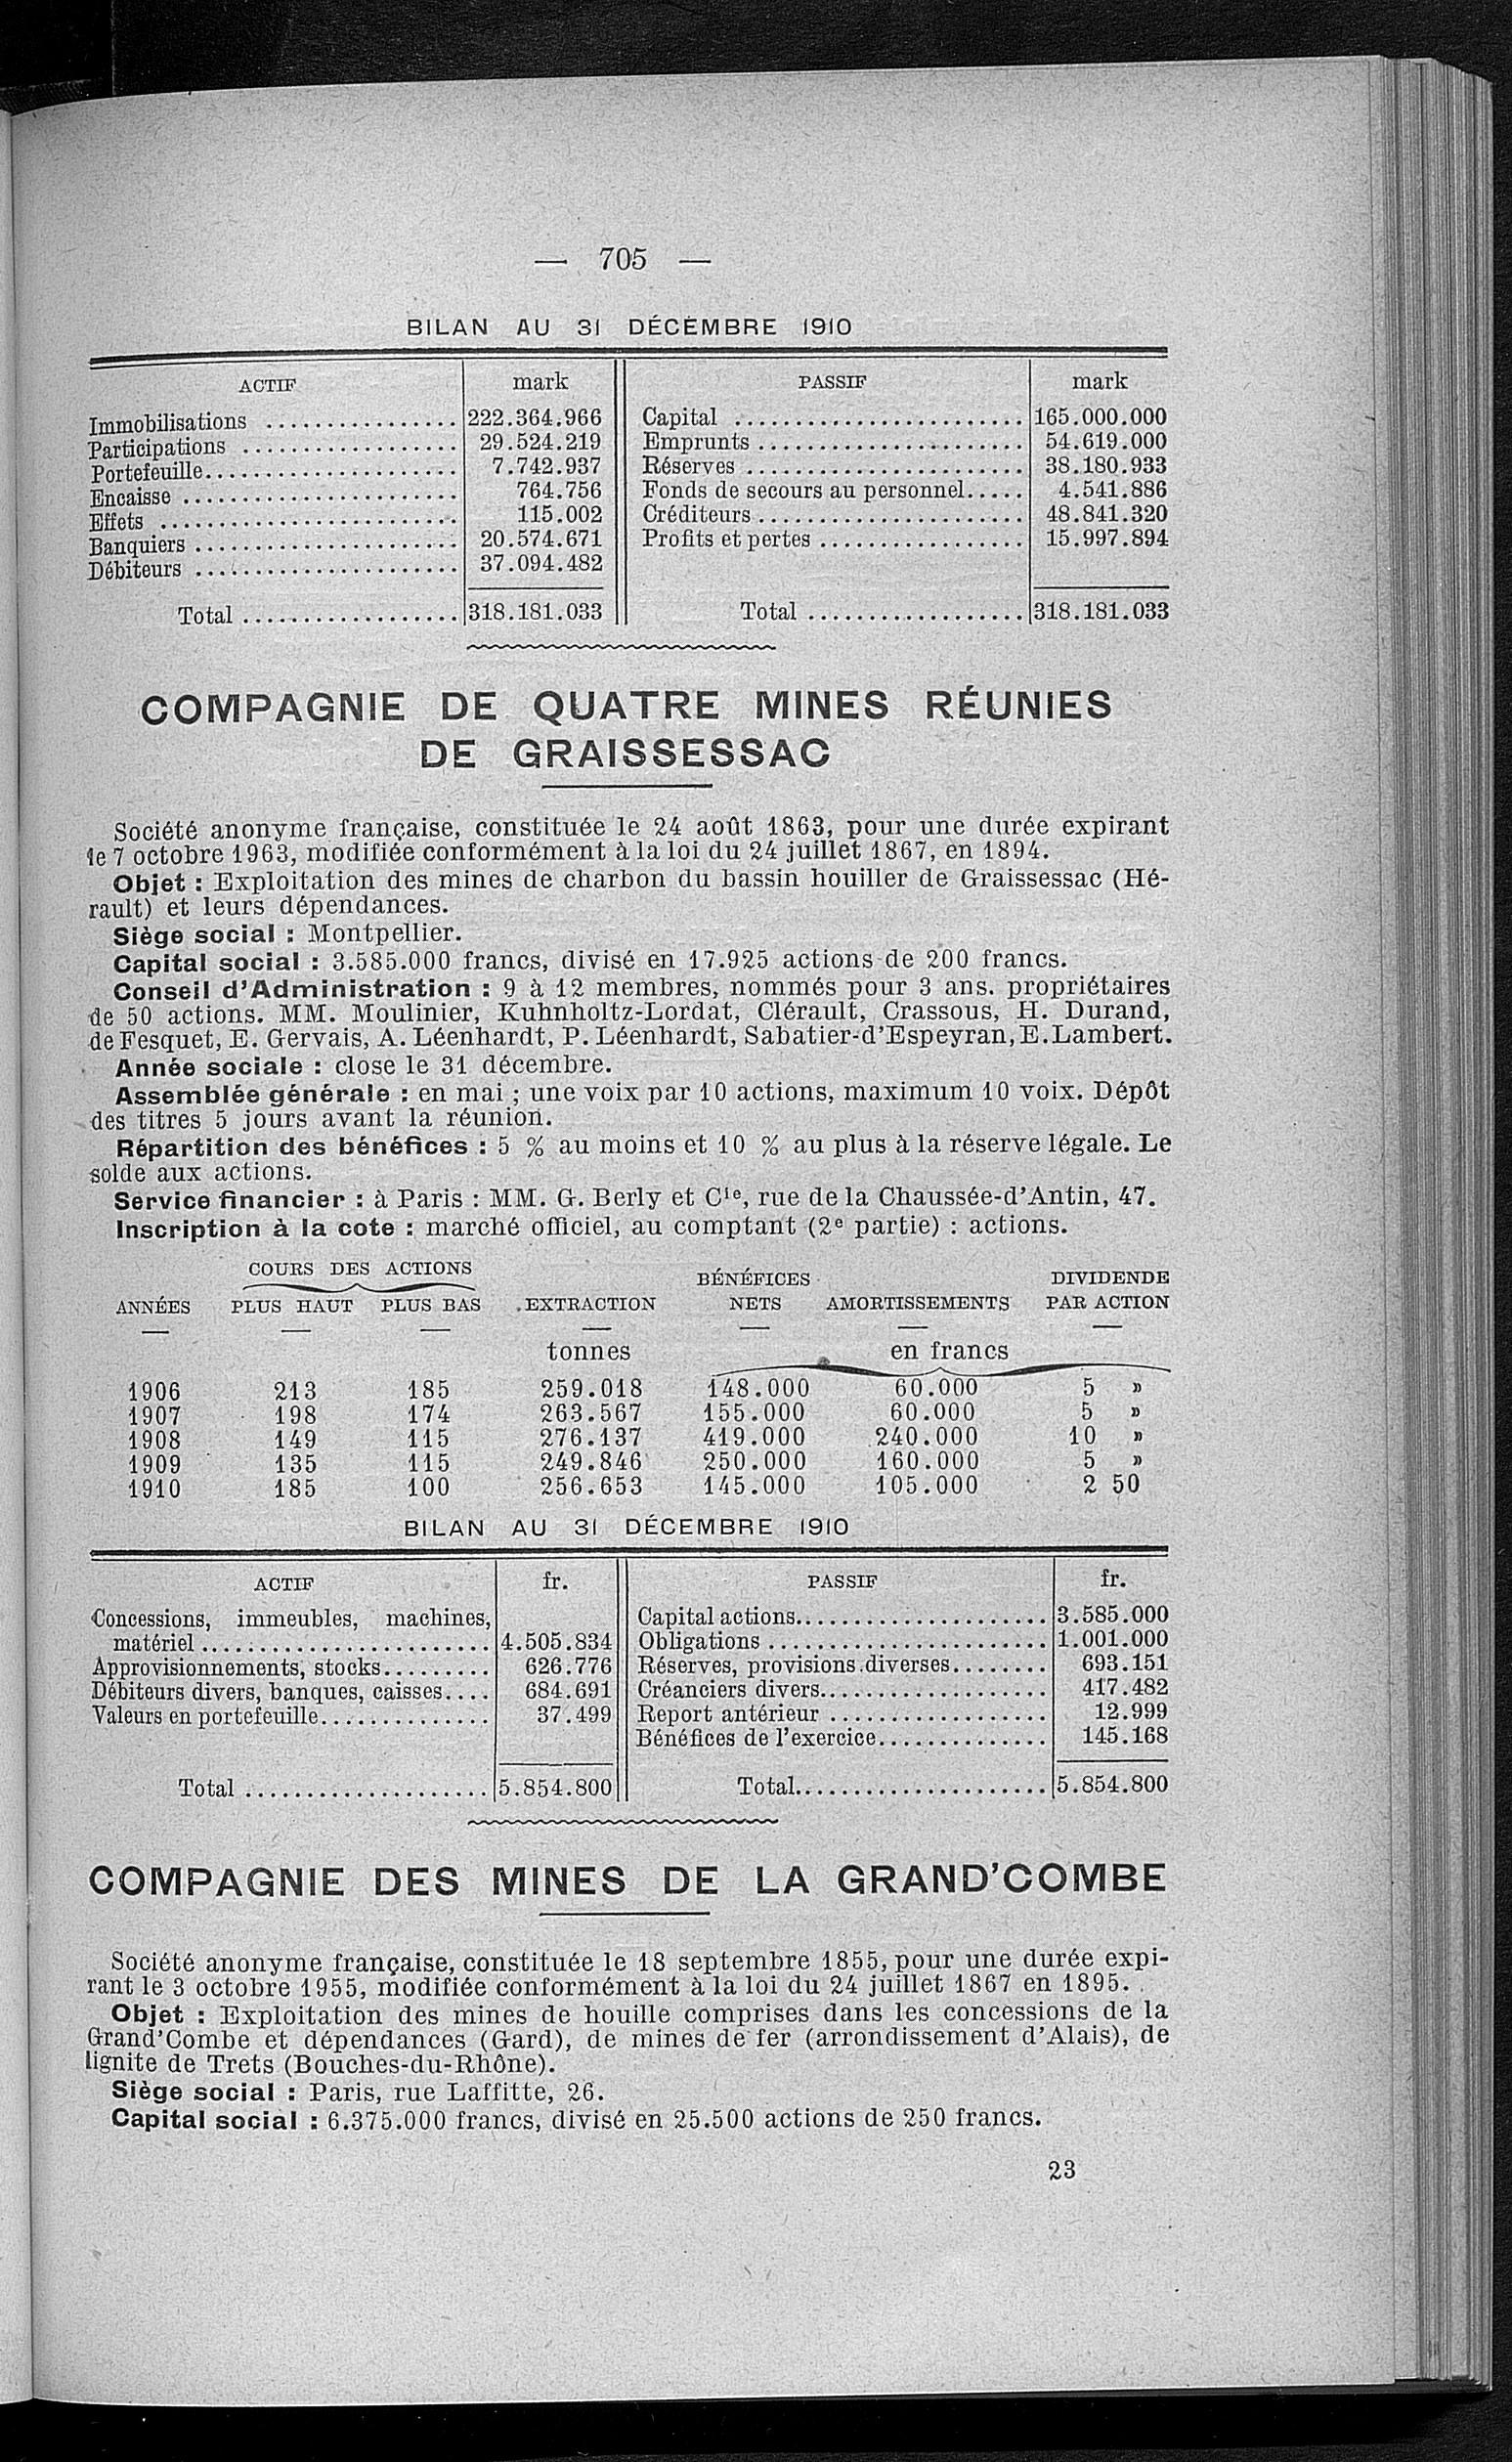 — 705 —
BILAN AU 31 DÉCEMBRE 1910
ACTIF mark PASSIF mark
Immobilisations ................ 222.364.966 Capital ........................ 165.000.000
Participations .................. 29.524.219 Emprunts ...................... 54.619.000
Portefeuille..................... 7.742.937 Réserves ....................... 38.180.933
Encaisse ....................... 764.756 Fonds de secours au personnel..... 4.541.886
Effets ......................... 115.002 Créditeurs ...................... 48.841.320
Banquiers ...................... 20.574.671 Profits et pertes ................. 15.997.894
Débiteurs ...................... 37.094.482
Total .................. 318.181.033 Total .................. 318.181.033
COMPAGNIE DE QUATRE MINES RÉUNIES
DE GRAISSESSAC
Société anonyme française, constituée le 24 août 1863, pour une durée expirant
le 7 octobre 1963, modifiée conformément à la loi du 24 juillet 1867, en 1894.
Objet : Exploitation des mines de charbon du bassin houiller de Graissessac (Hé-
rault) et leurs dépendances.
Siège social : Montpellier.
Capital social : 3.585.000 francs, divisé en 17.925 actions de 200 francs.
Conseil d'Administration : 9 à 12 membres, nommés pour 3 ans. propriétaires
de 50 actions. MM. Moulinier, Kuhnholtz-Lordat, Clérault, Crassous, H. Durand,
de Fesquet, E. Gervais, A. Léenhardt, P. Léenhardt, Sabatier-d'Espeyran, E. Lambert.
Année sociale : close le 31 décembre.
Assemblée générale : en mai ; une voix par 10 actions, maximum 10 voix. Dépôt
des titres 5 jours avant la réunion.
Répartition des bénéfices : 5 % au moins et 10 % au plus à la réserve légale. Le
solde aux actions.
Service financier : à Paris : MM. G. Berly et Cie, rue de la Chaussée-d'Antin, 47.
Inscription à la cote : marché officiel, au comptant (2e partie) : actions.
COURS DES ACTIONS BÉNÉFICES DIVIDENDE
ANNÉES PLUS HAUT PLUS BAS EXTRACTION NETS AMORTISSEMENTS PAR ACTION
tonnes en francs
1906 213 185 259.018 148.000 60.000 5 »
1907 198 174 263.567 155.000 60.000 5 »
1908 149 115 276.137 419.000 240.000 10 »
1909 135 115 249.846 250.000 160.000 5 »
1910 185 100 256.653 145.000 105.000 2 50
BILAN AU 31 DÉCEMBRE 1910
ACTIF fr. PASSIF fr.
Concessions, immeubles, machines, Capital actions..................... 3.585.000
matériel ........................ 4.505.834 Obligations ....................... 1.001.000
Approvisionnements, stocks......... 626.776 Réserves, provisions diverses........ 693.151
Débiteurs divers, banques, caisses.... 684.691 Créanciers divers................... 417.482
Valeurs en portefeuille.............. 37.499 Report antérieur .................. 12.999
Bénéfices de l'exercice.............. 145.168
Total .................... 5.854.800 Total..................... 5.854.800
COMPAGNIE DES MINES DE LA GRAND'COMBE
Société anonyme française, constituée le 18 septembre 1855, pour une durée expi-
rant le 3 octobre 1955, modifiée conformément à la loi du 24 juillet 1867 en 1895.
Objet : Exploitation des mines de houille comprises dans les concessions de la
Grand'Combe et dépendances (Gard), de mines de fer (arrondissement d'Alais), de
lignite de Trets (Bouches-du-Rhône).
Siège social : Paris, rue Laffitte, 26.
Capital social : 6.375.000 francs, divisé en 25.500 actions de 250 francs.
23